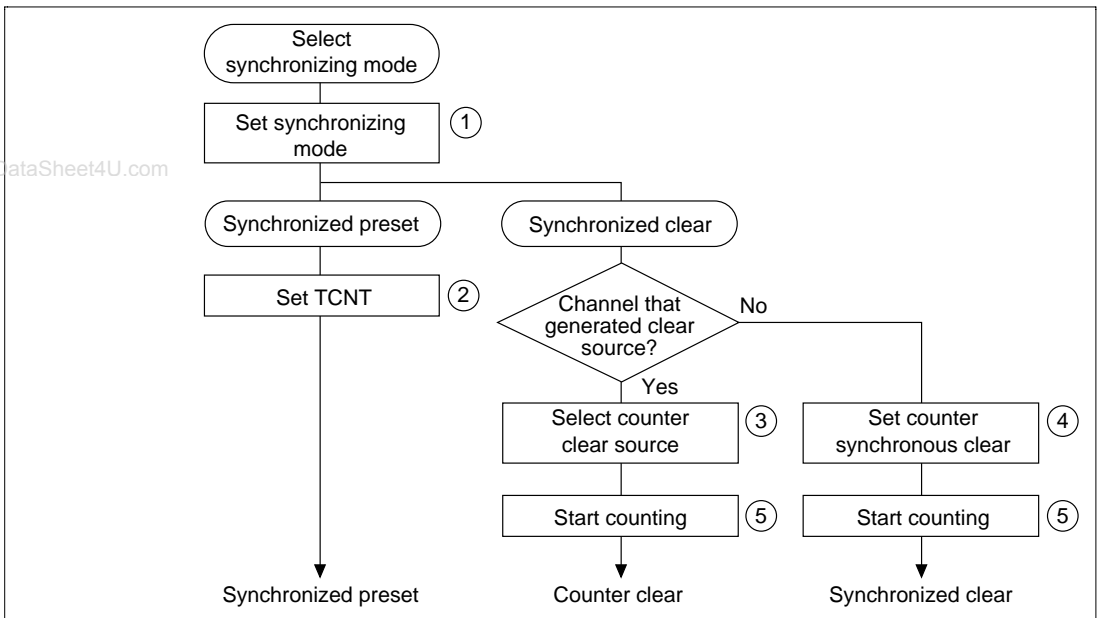 Select
synchronizing mode
Set synchronizing
mode
1
DataSheet4U.com
Synchronized preset
Synchronized clear
Set TCNT
2
Channel that
generated clear
source?
No
Yes
Select counter
clear source
3
Set counter
synchronous clear
4
Start counting
5
Start counting
5
Synchronized preset
Counter clear
Synchronized clear